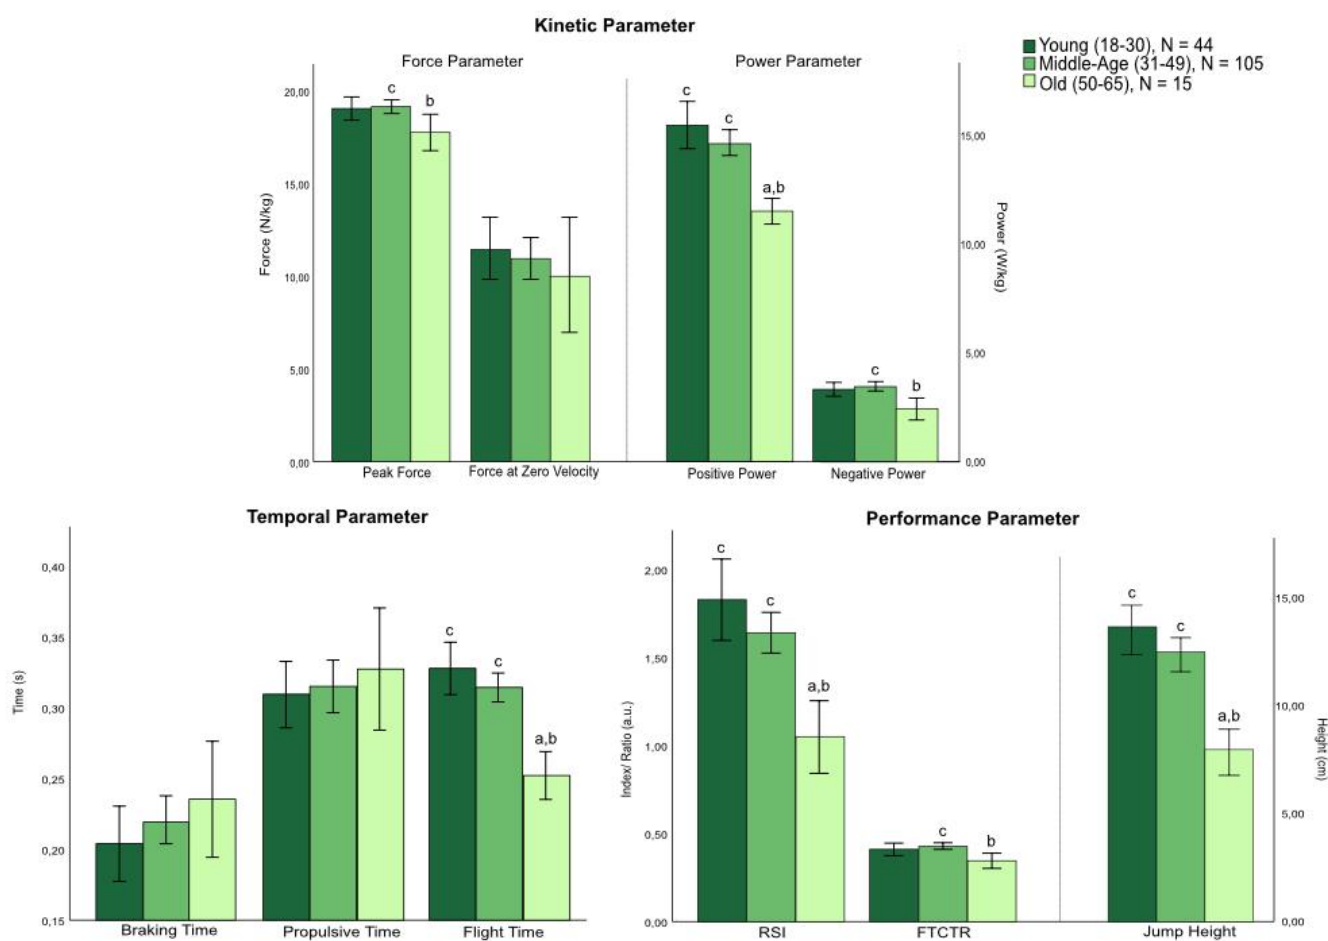 Kinetic Parameter
Force Parameter
Power Parameter
Young (18-30), N = 44
Middle-Age (31-49), N = 105
Old (50-65), N = 15
Force (N/kg)
20,00
15,00
10,00
5,00
0,00
c
b
c
c
a,b
c
b
Power (W/kg)
15,00
10,00
5,00
0,00
Peak Force
Force at Zero Velocity
Positive Power
Negative Power
Temporal Parameter
Time (s)
0,40
0,35
0,30
0,25
0,20
0,15
c
c
a,b
Braking Time
Propulsive Time
Flight Time
Performance Parameter
Index/ Ratio (a.u.)
2,00
1,50
1,00
0,50
0,00
c
c
a,b
c
b
c
c
a,b
Height (cm)
15,00
10,00
5,00
0,00
RSI
FTCTR
Jump Height